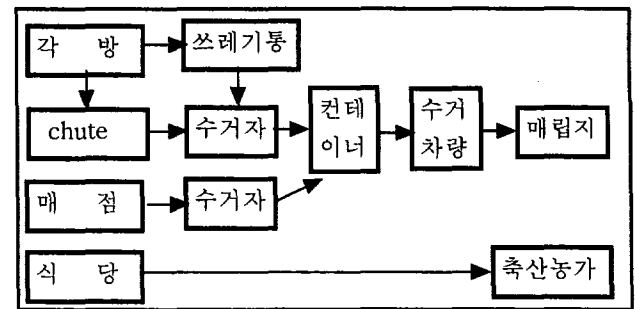 각 방 쓰레기통
chute 수거자 컨테이너 수거차량 매립지
매 점 수거자
식 당 축산농가